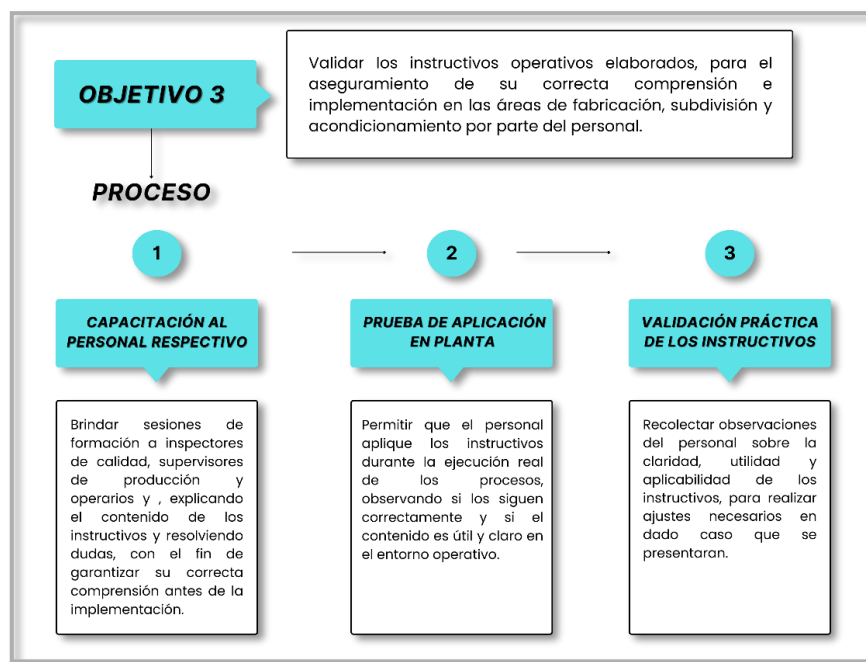 OBJETIVO 3
Validar los instructivos operativos elaborados, para el
aseguramiento de su correcta comprensión e
implementación en las áreas de fabricación, subdivisión y
acondicionamiento por parte del personal.
PROCESO
1
2
3
CAPACITACIÓN AL
PERSONAL RESPECTIVO
Brindar sesiones de
formación a inspectores
de calidad, supervisores
de producción y
operarios y , explicando
el contenido de los
instructivos y resolviendo
dudas, con el fin de
garantizar su correcta
comprensión antes de la
implementación.
PRUEBA DE APLICACIÓN
EN PLANTA
Permitir que el personal
aplique los instructivos
durante la ejecución real
de los procesos,
observando si los siguen
correctamente y si el
contenido es útil y claro en
el entorno operativo.
VALIDACIÓN PRÁCTICA
DE LOS INSTRUCTIVOS
Recolectar observaciones
del personal sobre la
claridad, utilidad y
aplicabilidad de los
instructivos, para realizar
ajustes necesarios en
dado caso que se
presentaran.